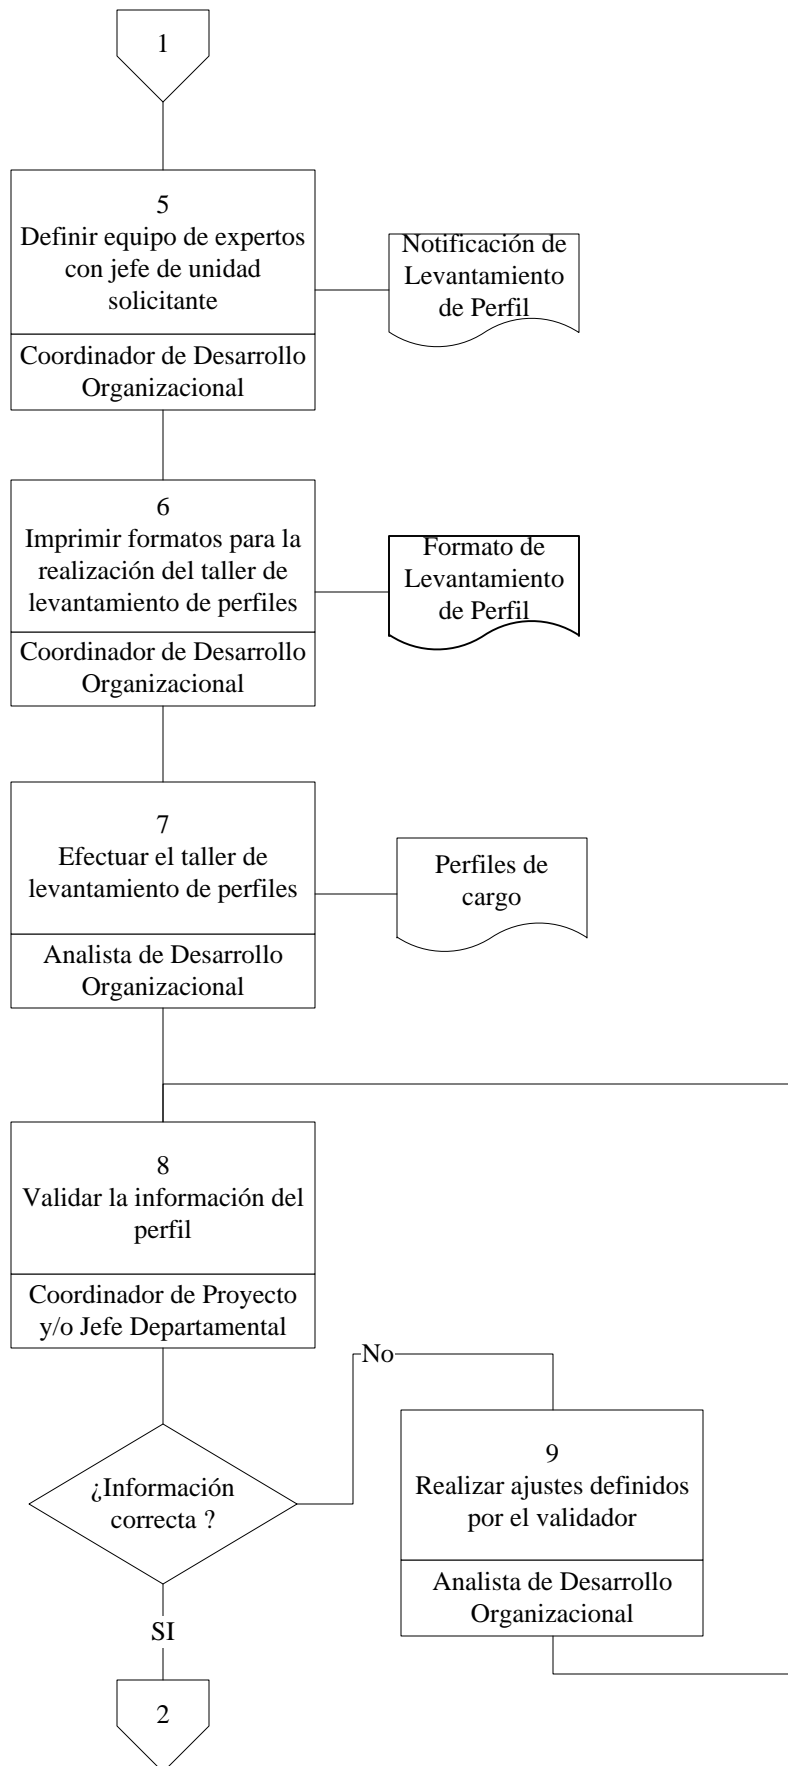 1
5
Definir equipo de expertos
con jefe de unidad
solicitante
Coordinador de Desarrollo
Organizacional
Notificación de
Levantamiento
de Perfil
6
Imprimir formatos para la
realización del taller de
levantamiento de perfiles
Coordinador de Desarrollo
Organizacional
Formato de
Levantamiento
de Perfil
7
Efectuar el taller de
levantamiento de perfiles
Analista de Desarrollo
Organizacional
Perfiles de
cargo
8
Validar la información del
perfil
Coordinador de Proyecto
y/o Jefe Departamental
No
¿Información
correcta ?
9
Realizar ajustes definidos
por el validador
Analista de Desarrollo
Organizacional
SI
2